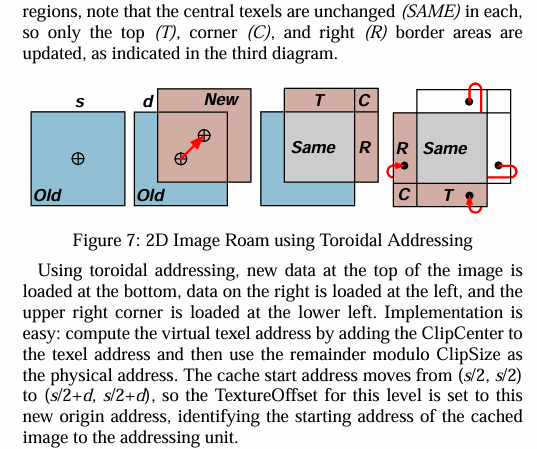 regions, note that the central texels are unchanged (SAME) in each,
so only the top (T), corner (C), and right (R) border areas are
updated, as indicated in the third diagram.
s
d
New
Old
Old
T
C
Same
R
R
Same
C
T
Figure 7: 2D Image Roam using Toroidal Addressing
Using toroidal addressing, new data at the top of the image is
loaded at the bottom, data on the right is loaded at the left, and the
upper right corner is loaded at the lower left. Implementation is
easy: compute the virtual texel address by adding the ClipCenter to
the texel address and then use the remainder modulo ClipSize as
the physical address. The cache start address moves from (s/2, s/2)
to (s/2+d, s/2+d), so the TextureOffset for this level is set to this
new origin address, identifying the starting address of the cached
image to the addressing unit.